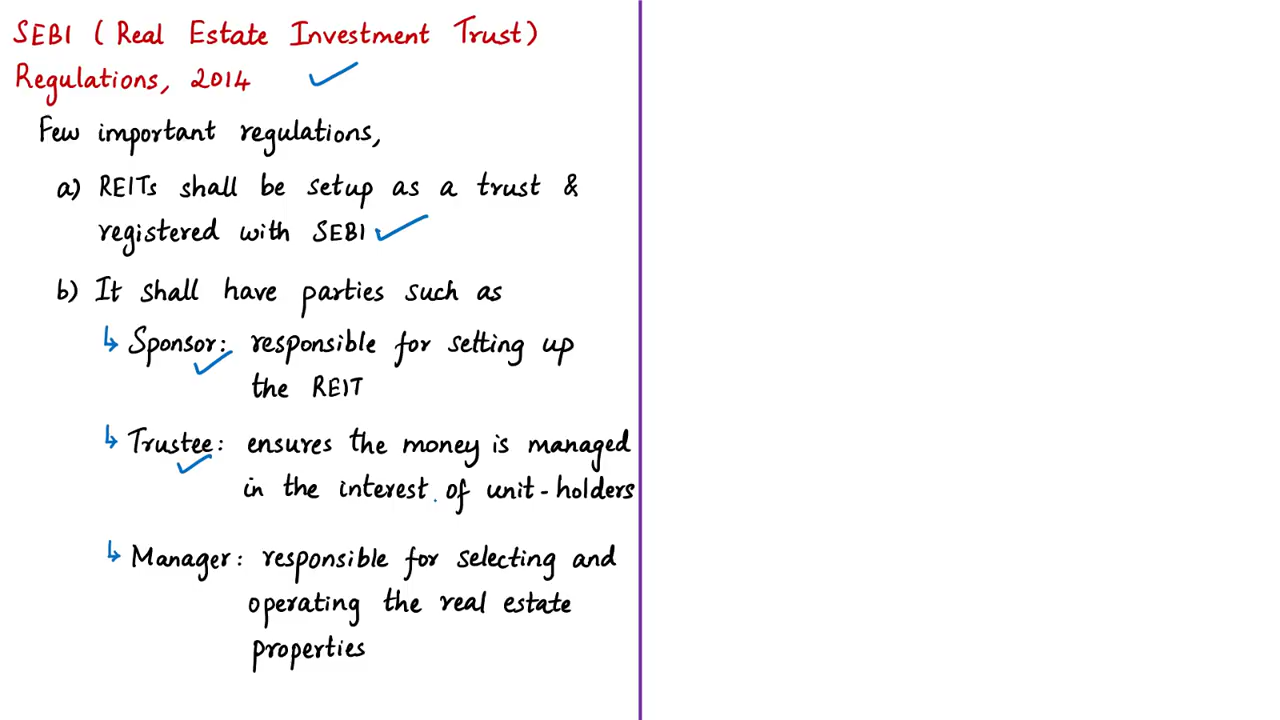 SEBI (Real Estate Investment Trust)
Regulations, 2014
Few important regulations,
a) REITs shall be setup as a trust &
registered with SEBI
b) It shall have parties such as
↳ Sponsor: responsible for setting up
the REIT
↳ Trustee: ensures the money is managed
in the interest of unit-holders
↳ Manager: responsible for selecting and
operating the real estate
properties